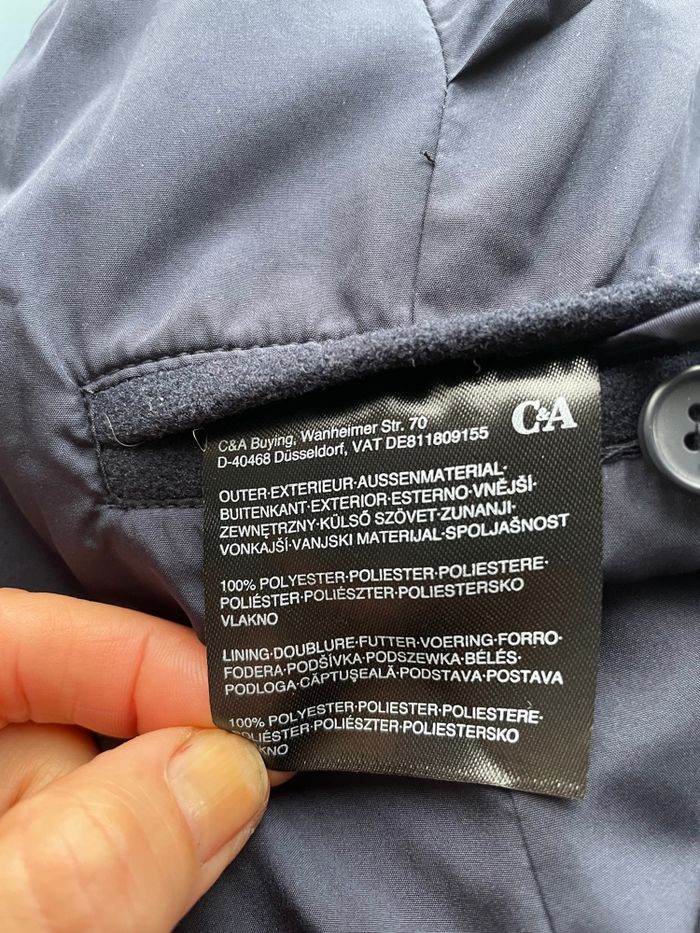 C&A
C&A Buying, Wanheimer Str. 70
D-40468 Düsseldorf, VAT DE811809155
OUTER·EXTERIEUR·AUSSENMATERIAL·
BUITENKANT·EXTERIOR·ESTERNO·VNĚJŠÍ·
ZEWNĘTRZNY·KÜLSŐ SZÖVET·ZUNANJI·
VONKAJŠÍ·VANJSKI MATERIJAL·SPOLJAŠNOST
100% POLYESTER·POLIESTER·POLIESTERE·
POLIÉSTER·POLIÉSZTER·POLIESTERSKO
VLAKNO
LINING·DOUBLURE·FUTTER·VOERING·FORRO·
FODERA·PODŠÍVKA·PODSZEWKA·BÉLÉS·
PODLOGA·CĂPTUȘEALĂ·PODSTAVA·POSTAVA
100% POLYESTER·POLIESTER·POLIESTERE·
POLIÉSTER·POLIÉSZTER·POLIESTERSKO